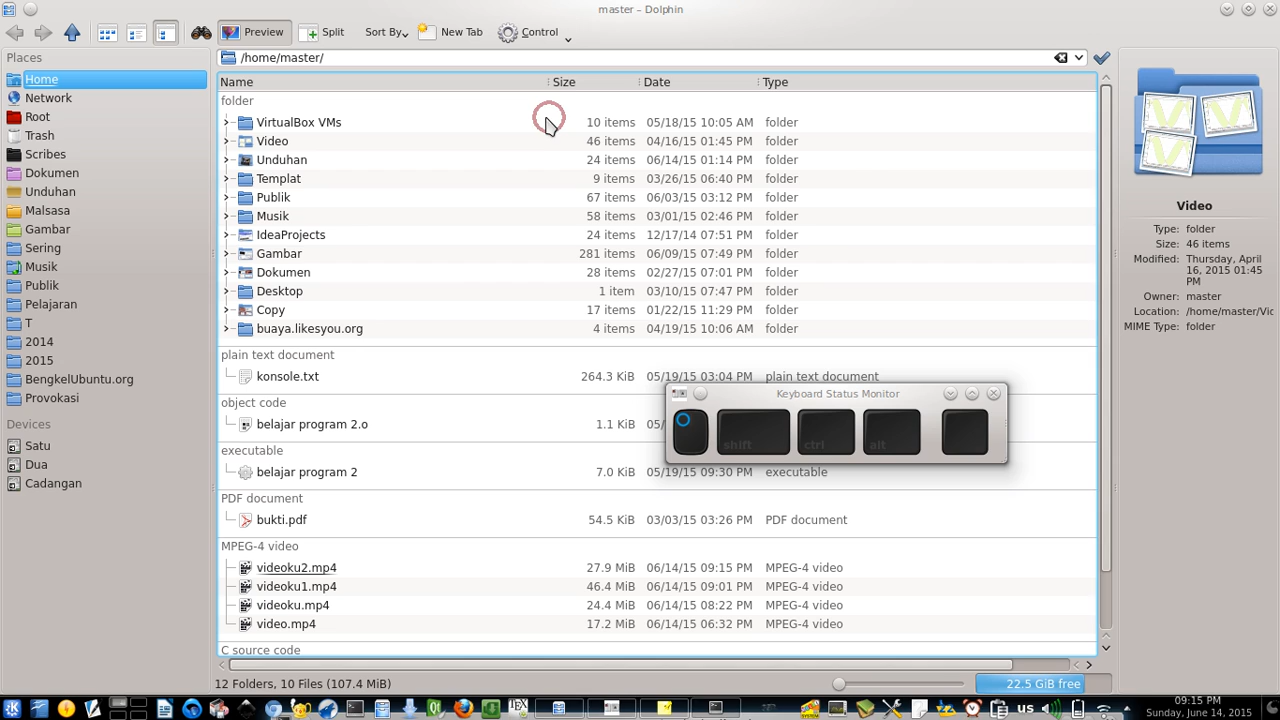 master – Dolphin
Preview Split Sort By New Tab Control
Places
Home
Network
Root
Trash
Scribes
Dokumen
Unduhan
Malsasa
Gambar
Sering
Musik
Publik
Pelajaran
T
2014
2015
BengkelUbuntu.org
Provokasi
Devices
Satu
Dua
Cadangan
/home/master/
Name Size Date Type
folder
VirtualBox VMs 10 items 05/18/15 10:05 AM folder
Video 46 items 04/16/15 01:45 PM folder
Unduhan 24 items 06/14/15 01:14 PM folder
Templat 9 items 03/26/15 06:40 PM folder
Publik 67 items 06/03/15 03:12 PM folder
Musik 58 items 03/01/15 02:46 PM folder
IdeaProjects 24 items 12/17/14 07:51 PM folder
Gambar 281 items 06/09/15 07:49 PM folder
Dokumen 28 items 02/27/15 07:01 PM folder
Desktop 1 item 03/10/15 07:47 PM folder
Copy 17 items 01/22/15 11:29 PM folder
buaya.likesyou.org 4 items 04/19/15 10:06 AM folder
plain text document
konsole.txt 264.3 KiB 05/19/15 03:04 PM plain text document
object code
belajar program 2.o 1.1 KiB 05/
executable
belajar program 2 7.0 KiB 05/19/15 09:30 PM executable
PDF document
bukti.pdf 54.5 KiB 03/03/15 03:26 PM PDF document
MPEG-4 video
videoku2.mp4 27.9 MiB 06/14/15 09:15 PM MPEG-4 video
videoku1.mp4 46.4 MiB 06/14/15 09:01 PM MPEG-4 video
videoku.mp4 24.4 MiB 06/14/15 08:22 PM MPEG-4 video
video.mp4 17.2 MiB 06/14/15 06:32 PM MPEG-4 video
C source code
12 Folders, 10 Files (107.4 MiB)
22.5 GiB free
Keyboard Status Monitor
shift ctrl alt
Video
Type: folder
Size: 46 items
Modified: Thursday, April
16, 2015 01:45
PM
Owner: master
Location: /home/master/Vic
MIME Type: folder
us
09:15 PM
Sunday, June 14, 2015